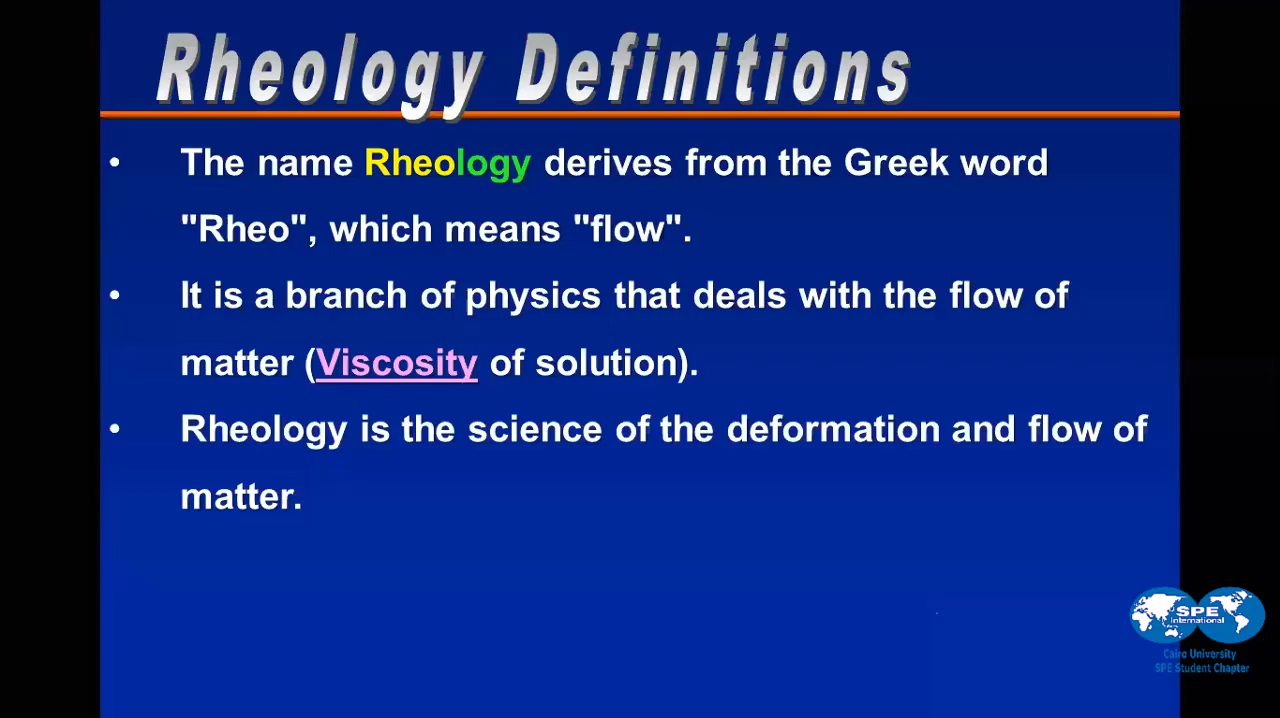 Rheology Definitions
• The name Rheology derives from the Greek word
"Rheo", which means "flow".
• It is a branch of physics that deals with the flow of
matter (Viscosity of solution).
• Rheology is the science of the deformation and flow of
matter.
SPE
International
Cairo University
SPE Student Chapter